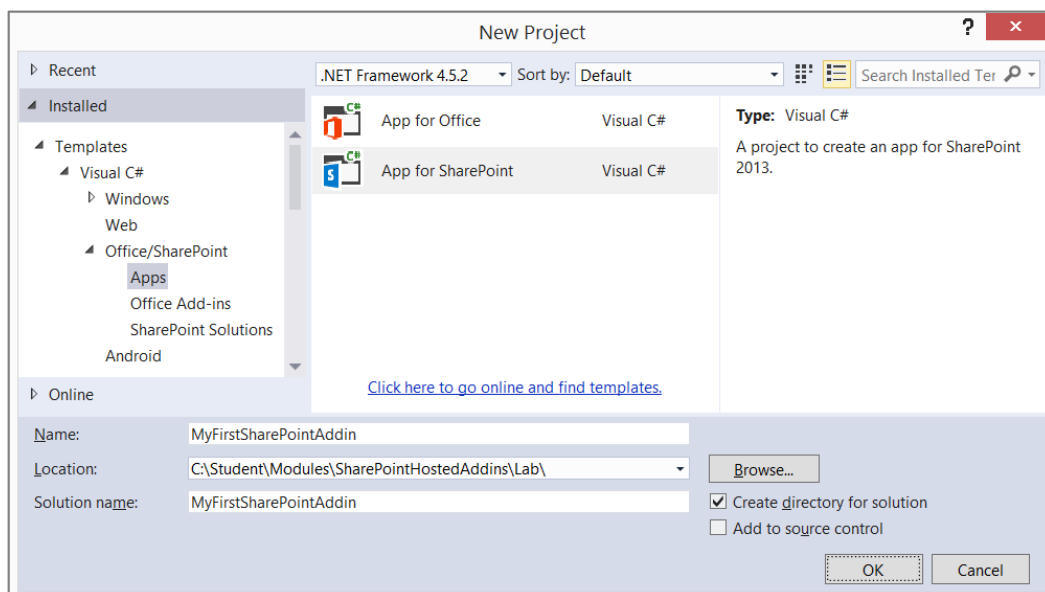 New Project
?
Recent
Installed
Templates
Visual C#
Windows
Web
Office/SharePoint
Apps
Office Add-ins
SharePoint Solutions
Android
Online
.NET Framework 4.5.2 Sort by: Default
Search Installed Ter
C# App for Office Visual C#
C# S App for SharePoint Visual C#
Click here to go online and find templates.
Type: Visual C#
A project to create an app for SharePoint
2013.
Name: MyFirstSharePointAddin
Location: C:\Student\Modules\SharePointHostedAddins\Lab\ Browse...
Solution name: MyFirstSharePointAddin
Create directory for solution
Add to source control
OK Cancel